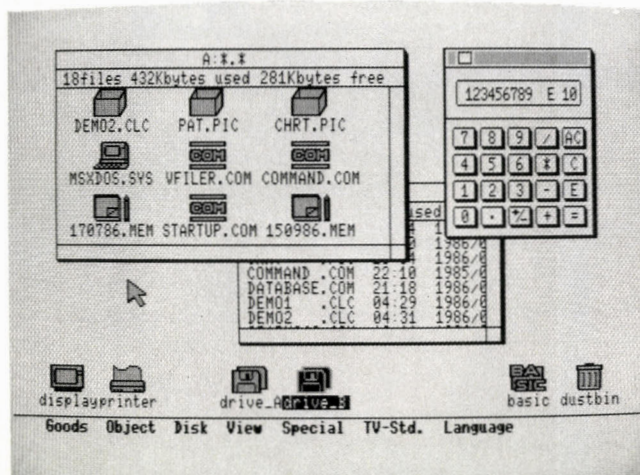 A:*.*
18files 432Kbytes used 281Kbytes free
DEMO2.CLC PAT.PIC CHRT.PIC
COM COM
MSXDOS.SYS VFILER.COM COMMAND.COM
COM
170786.MEM STARTUP.COM 150986.MEM
123456789 E 10
7 8 9 / AC
4 5 6 * C
1 2 3 - E
0 . +/- + =
used
1986/0
COMMAND .COM 22:10 1985/0
DATABASE.COM 21:18 1986/0
DEMO1 .CLC 04:29 1986/0
DEMO2 .CLC 04:31 1986/0
BA
SIC
display printer drive_A drive_B basic dustbin
Goods Object Disk View Special TV-Std. Language